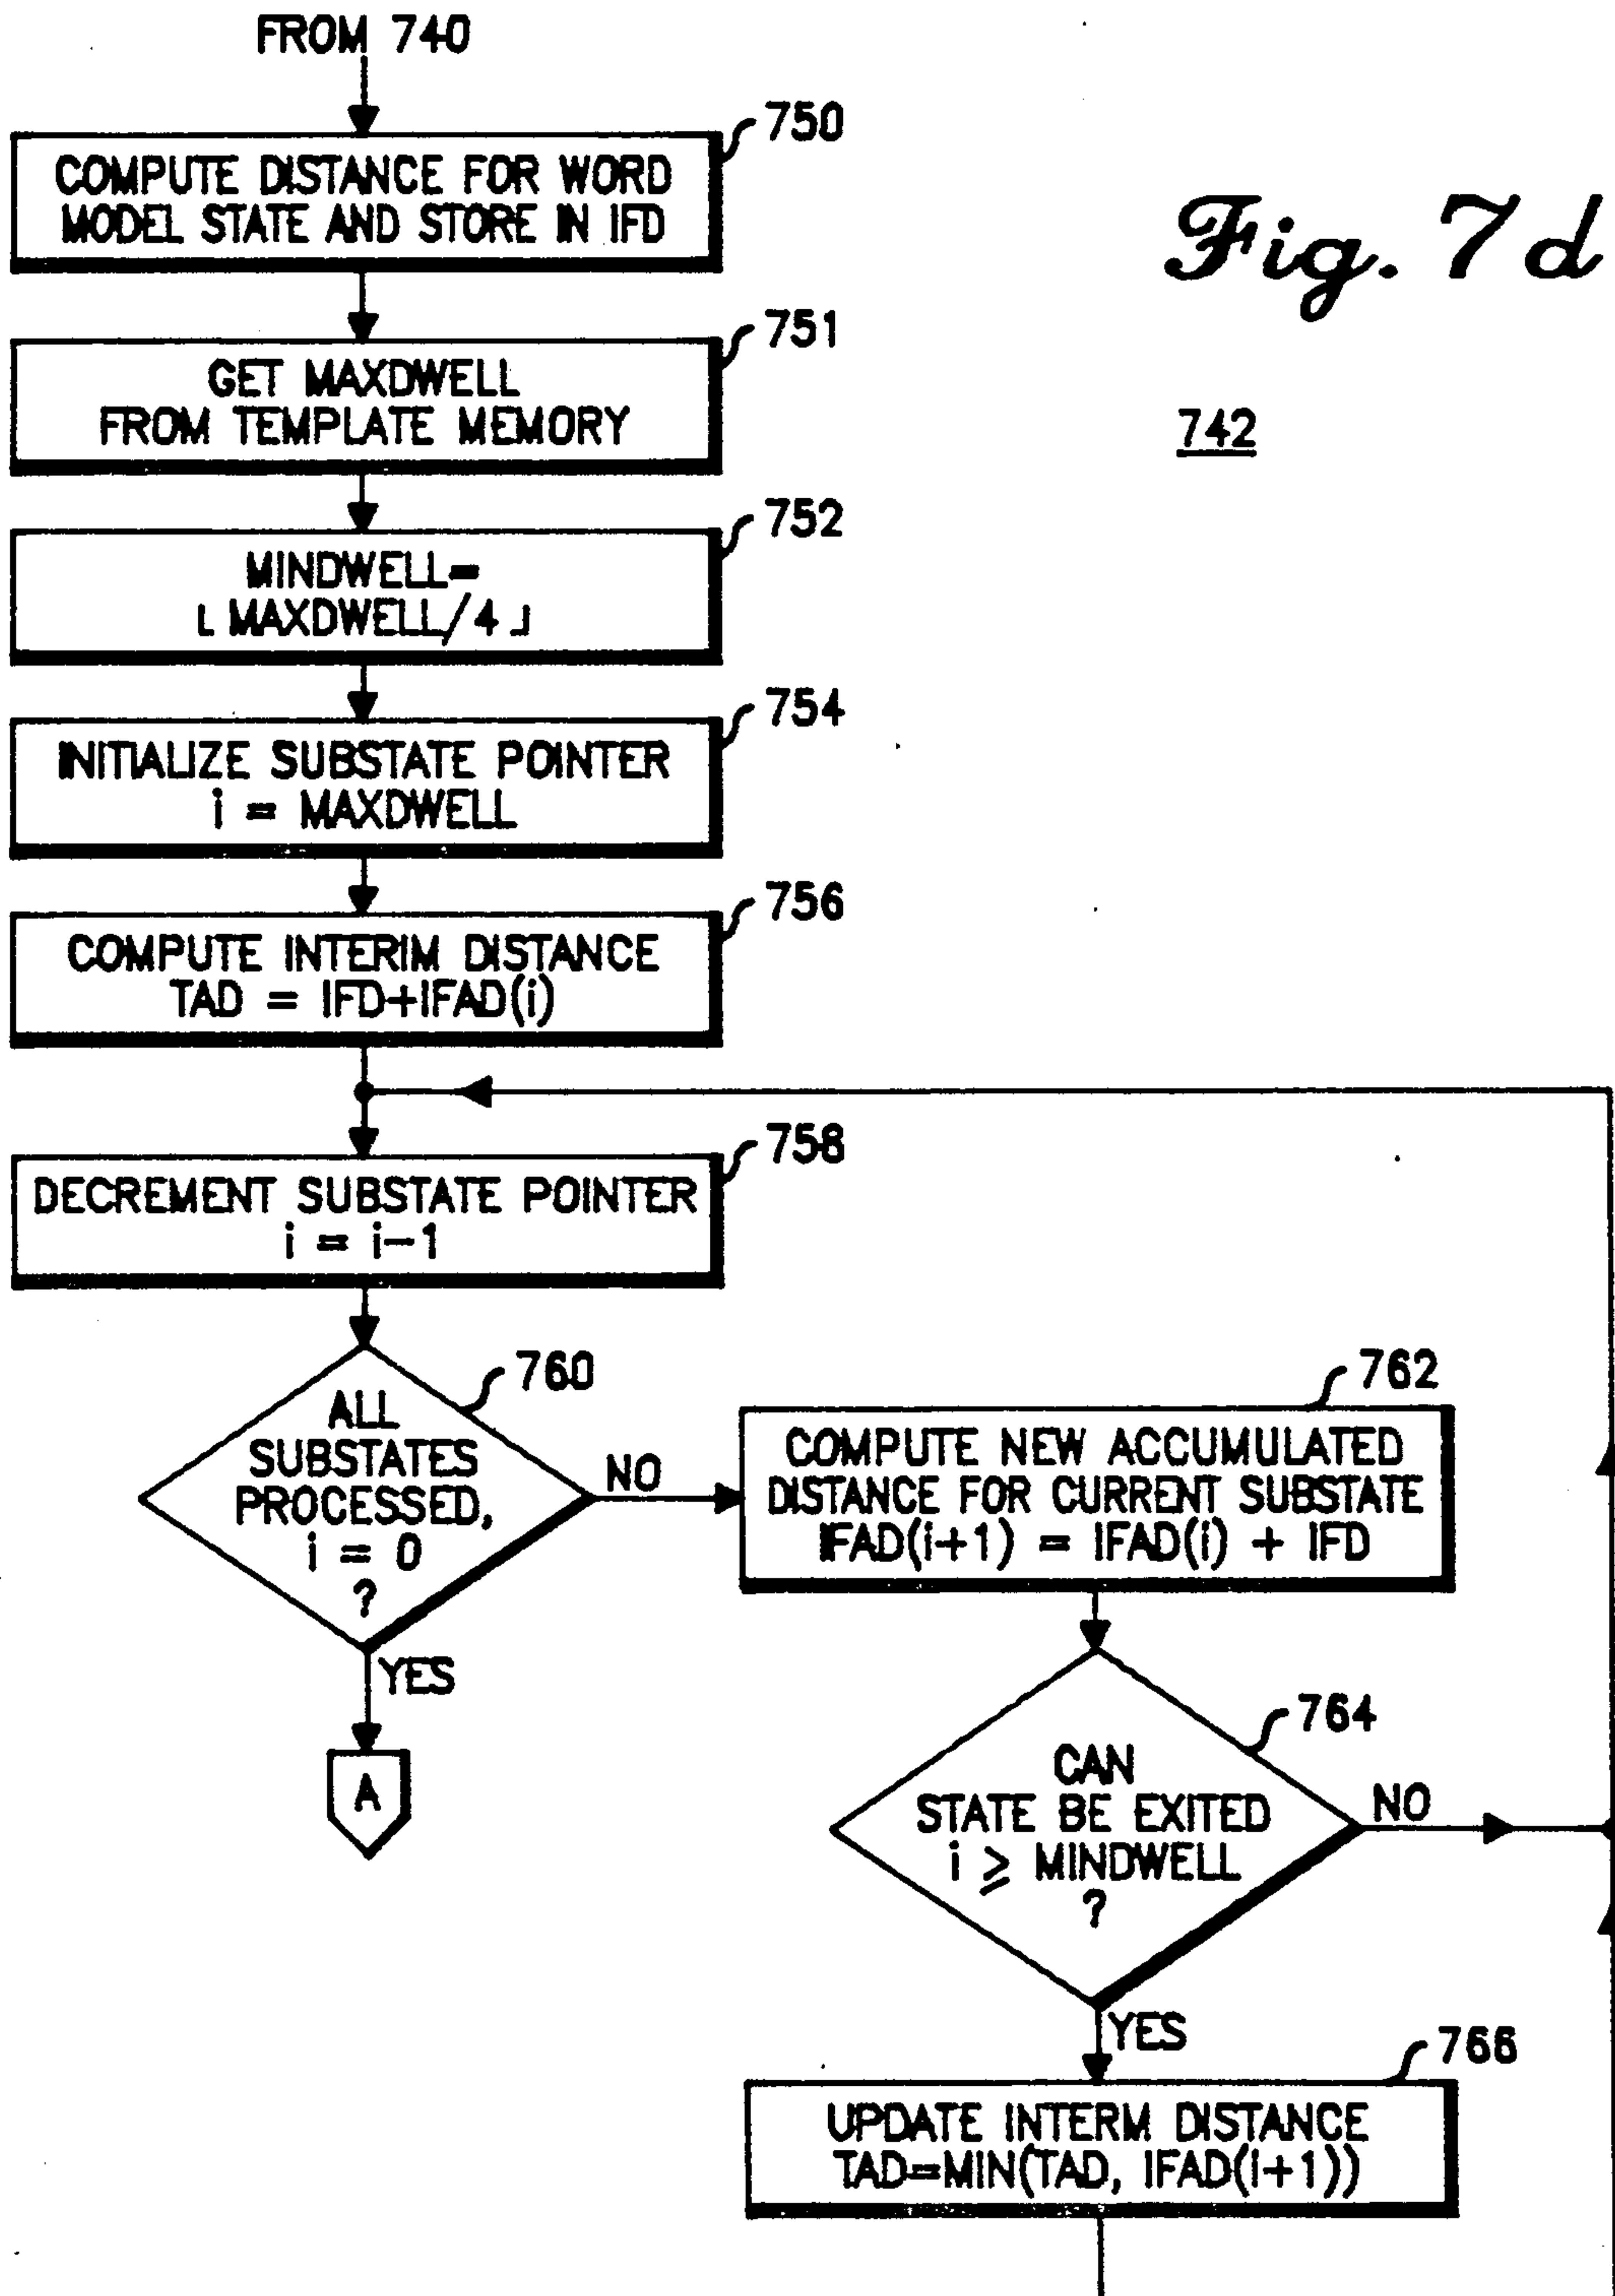 FROM 740
750
COMPUTE DISTANCE FOR WORD
MODEL STATE AND STORE IN IFD
Fig. 7d
751
GET MAXDWELL
FROM TEMPLATE MEMORY
742
752
MINDWELL=
⌊ MAXDWELL/4 ⌋
754
INITIALIZE SUBSTATE POINTER
i = MAXDWELL
756
COMPUTE INTERIM DISTANCE
TAD = IFD+IFAD(i)
758
DECREMENT SUBSTATE POINTER
i = i-1
760
ALL
SUBSTATES
PROCESSED,
i = 0
?
NO
YES
A
762
COMPUTE NEW ACCUMULATED
DISTANCE FOR CURRENT SUBSTATE
IFAD(i+1) = IFAD(i) + IFD
764
CAN
STATE BE EXITED
i ≥ MINDWELL
?
NO
YES
766
UPDATE INTERM DISTANCE
TAD=MIN(TAD, IFAD(i+1))